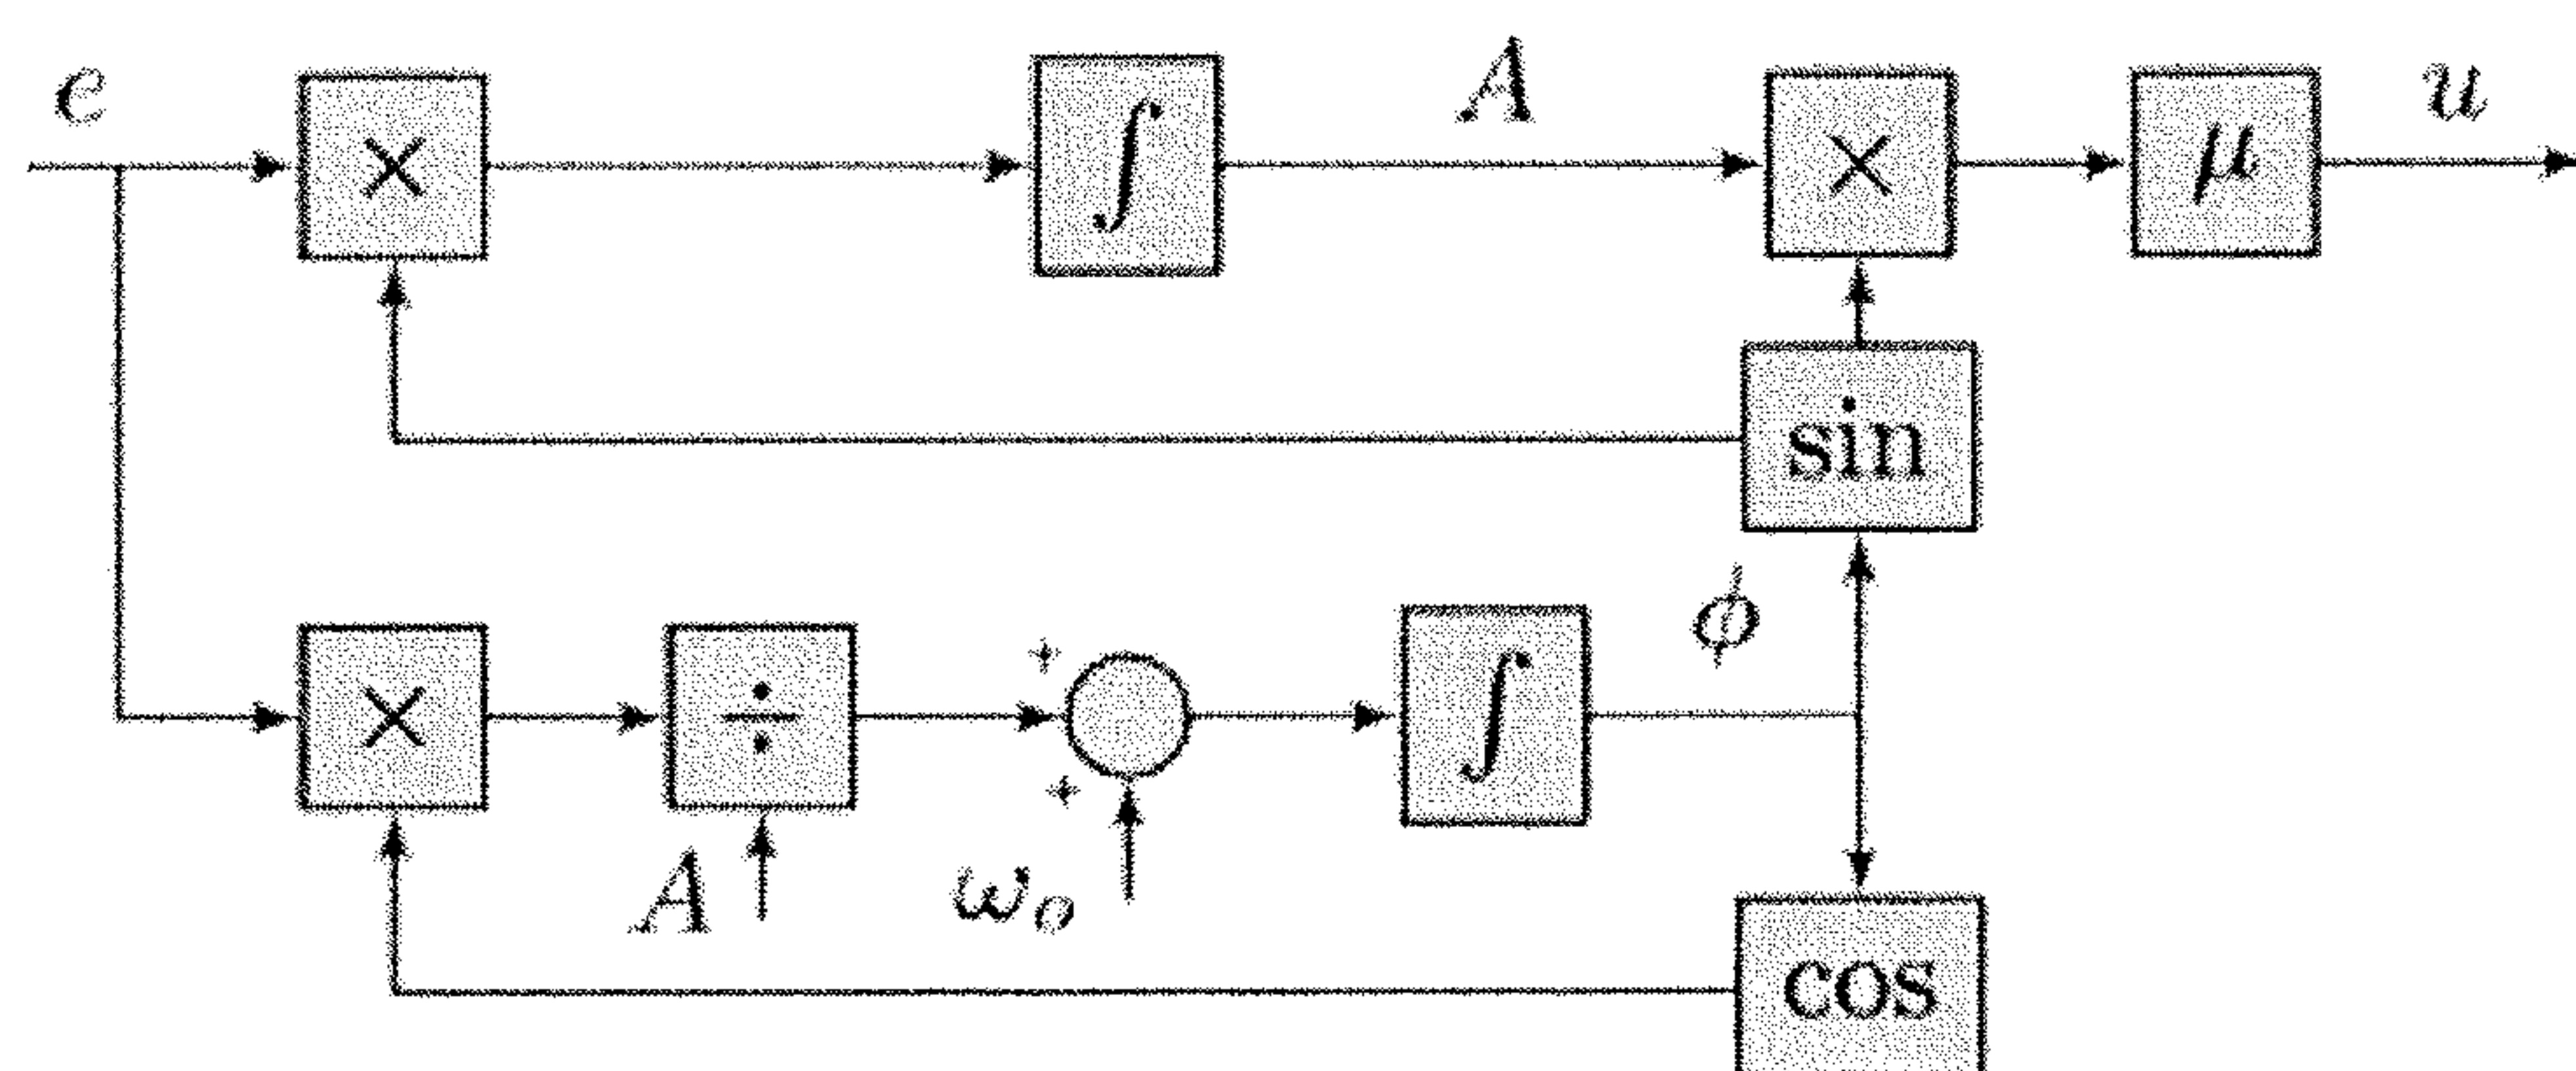 e × ∫ A × μ u
sin
+ ϕ
× ÷ ∫
+
A ω₀
cos